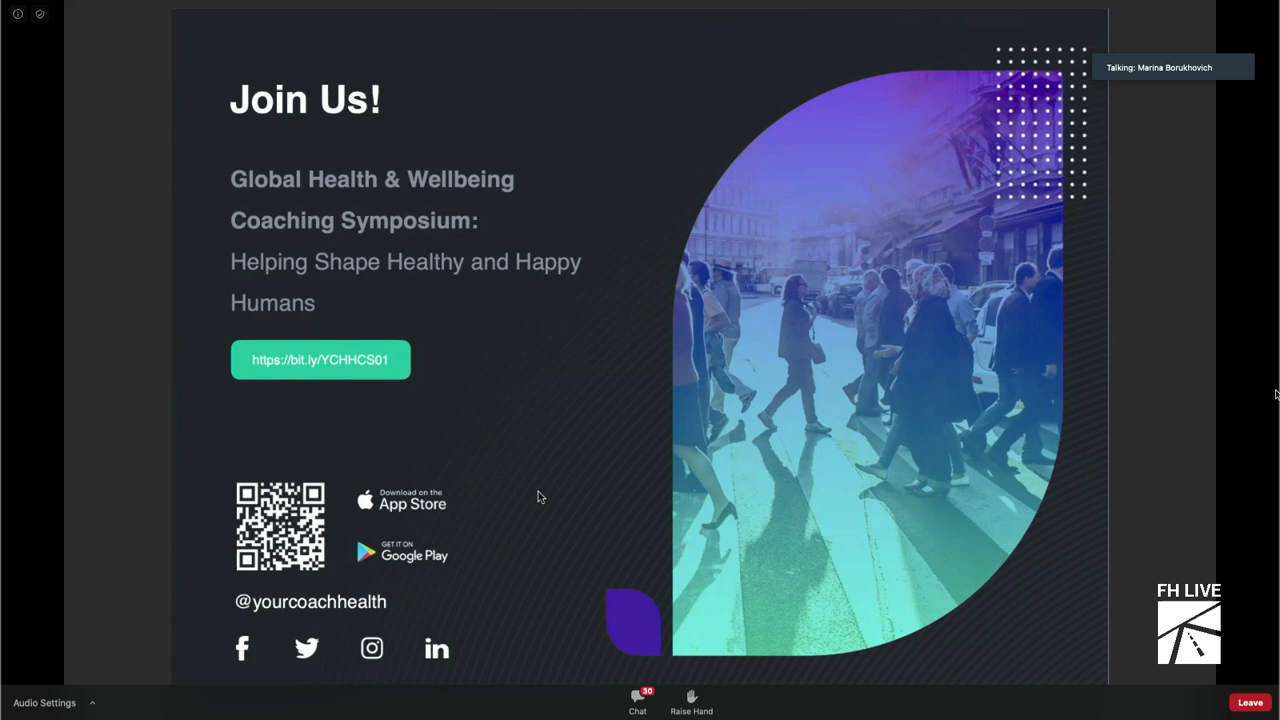 Talking: Marina Borukhovich
Join Us!
Global Health & Wellbeing
Coaching Symposium:
Helping Shape Healthy and Happy
Humans
https://bit.ly/YCHHCS01
Download on the
App Store
GET IT ON
Google Play
@yourcoachhealth
FH LIVE
Audio Settings
30
Chat
Raise Hand
Leave